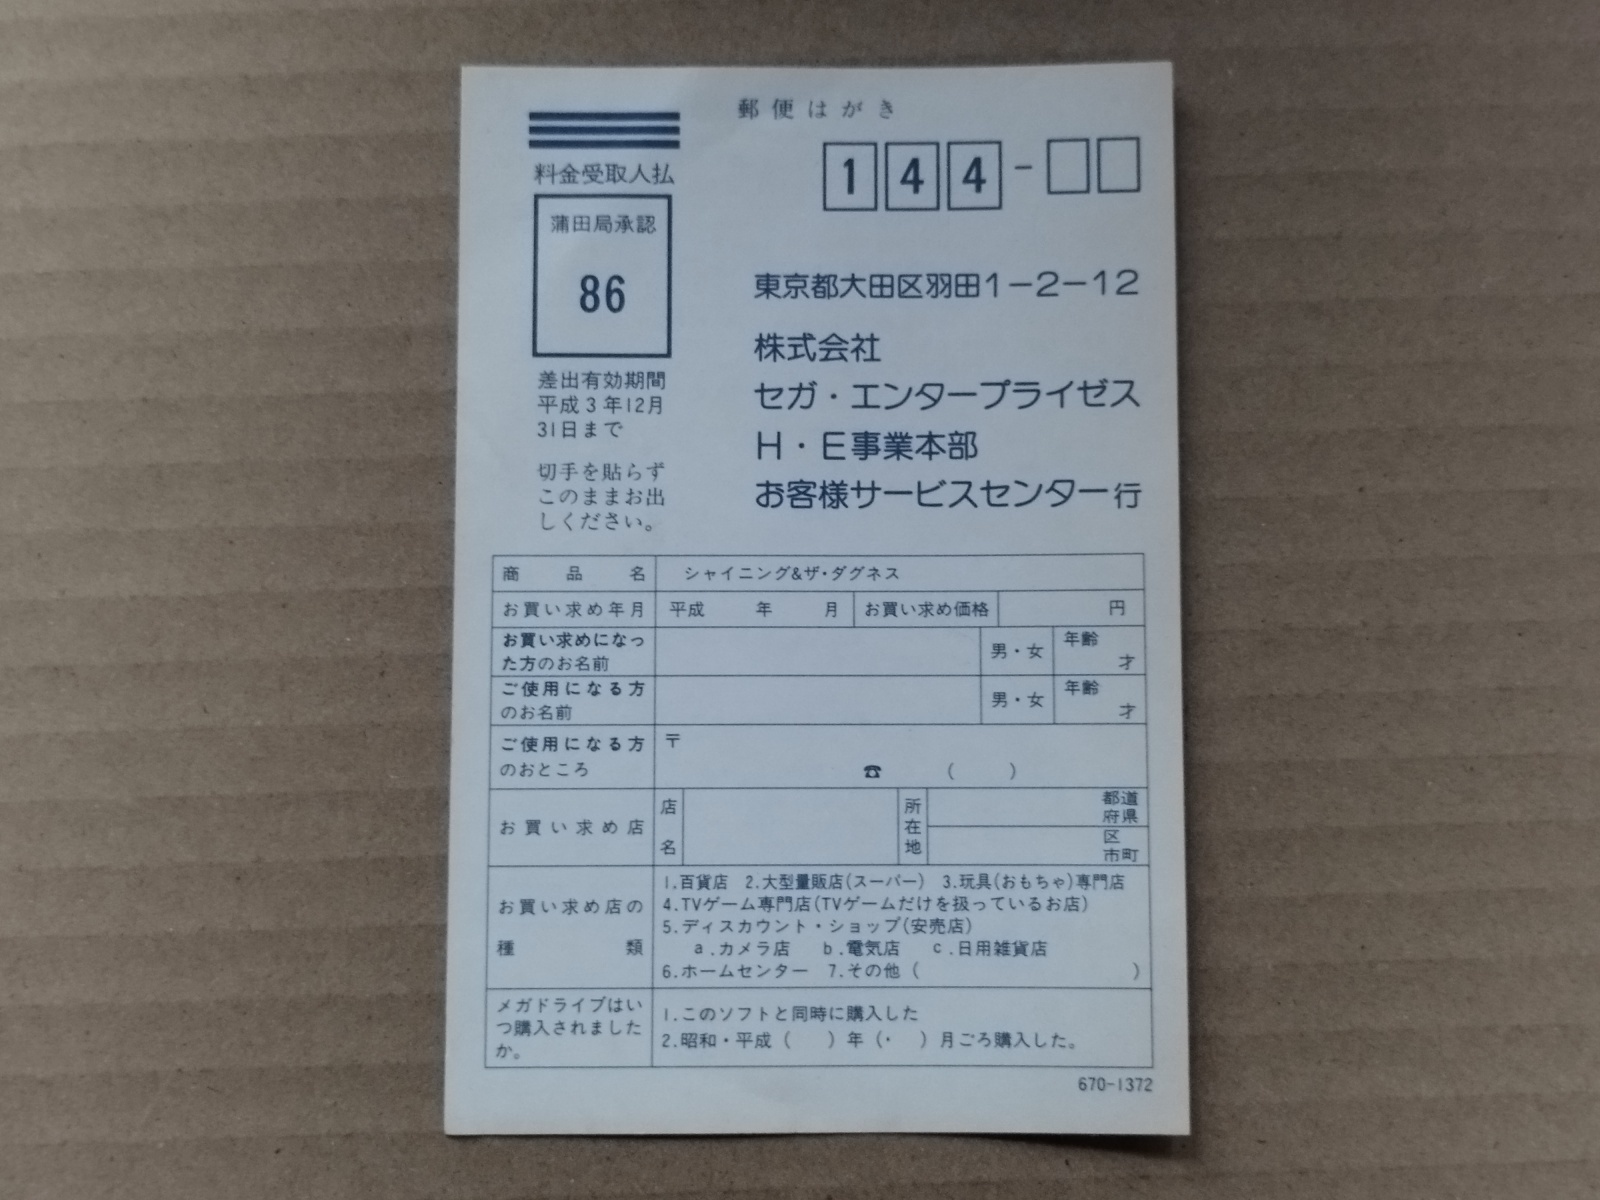 郵便はがき
料金受取人払
蒲田局承認
86
差出有効期間
平成3年12月
31日まで
切手を貼らず
このままお出
しください。
144-
東京都大田区羽田1-2-12
株式会社
セガ・エンタープライゼス
H・E事業本部
お客様サービスセンター行
商品名 シャイニング&ザ・ダグネス
お買い求め年月 平成 年 月 お買い求め価格 円
お買い求めになっ
た方のお名前 男・女 年齢 才
ご使用になる方
のお名前 男・女 年齢 才
ご使用になる方
のおところ 〒 ☎ ( )
お買い求め店 店名 所在地 都道
府県
区
市町
お買い求め店の
種類
1.百貨店 2.大型量販店(スーパー) 3.玩具(おもちゃ)専門店
4.TVゲーム専門店(TVゲームだけを扱っているお店)
5.ディスカウント・ショップ(安売店)
a.カメラ店 b.電気店 c.日用雑貨店
6.ホームセンター 7.その他( )
メガドライブはい
つ購入されました
か。
1.このソフトと同時に購入した
2.昭和・平成( )年(・ )月ごろ購入した。
670-1372